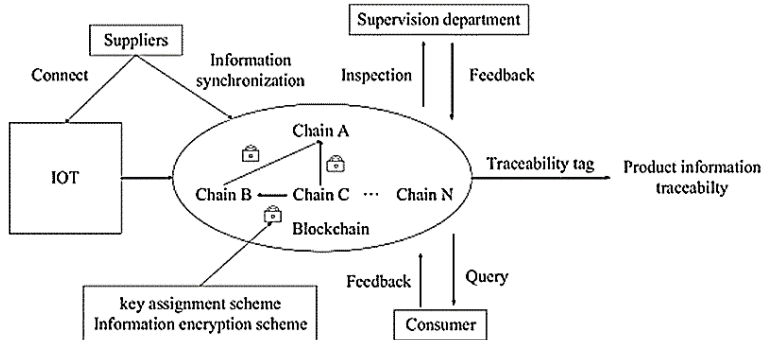 Supervision department
Suppliers
Connect
Information
synchronization
Inspection
Feedback
Chain A
IOT
Traceability tag
Product information
traceabilty
Chain B
Chain C
...
Chain N
Blockchain
Feedback
Query
key assignment scheme
Information encryption scheme
Consumer